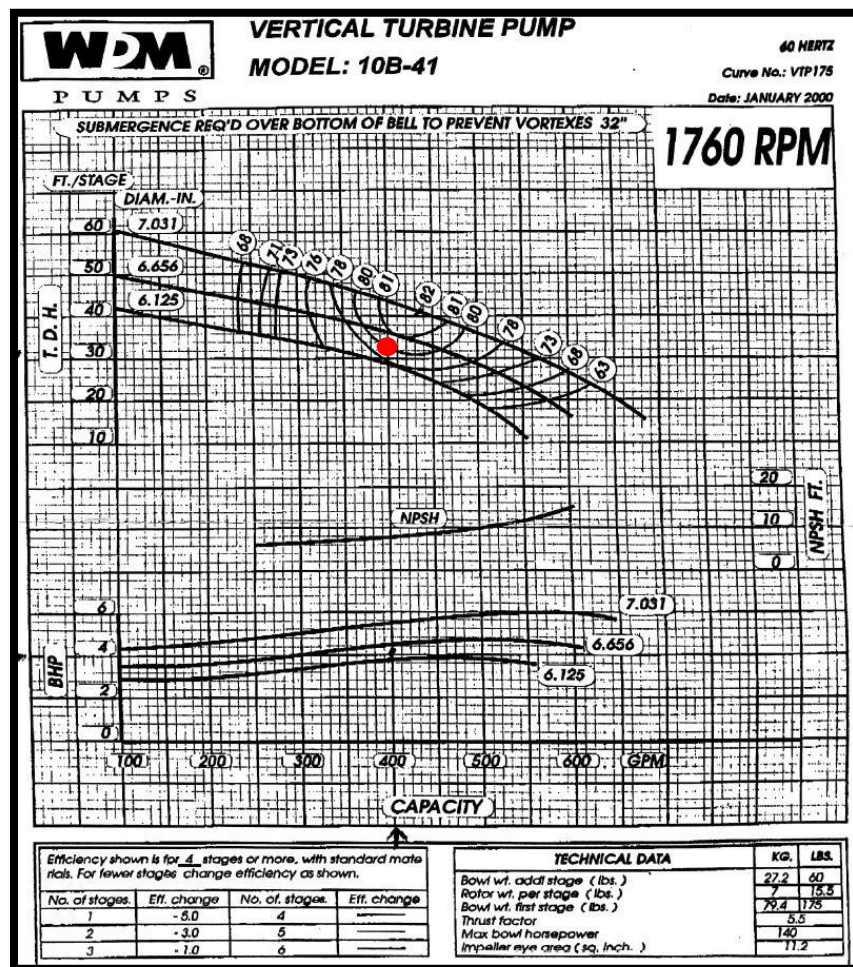 WDM®
PUMPS
VERTICAL TURBINE PUMP
MODEL: 10B-41
60 HERTZ
Curve No.: VTP175
Date: JANUARY 2000
SUBMERGENCE REQ'D OVER BOTTOM OF BELL TO PREVENT VORTEXES 32"
1760 RPM
FT./STAGE
DIAM.-IN.
60 7.031
50 6.656
40 6.125
30
20
10
T. D. H.
68 71 73 76 78 80 81 82 81 80 78 73 68 63
NPSH
20
10
0
NPSH FT.
6
4
2
0
BHP
7.031
6.656
6.125
100 200 300 400 500 600 GPM
CAPACITY
Efficiency shown is for 4 stages or more, with standard mate
rials. For fewer stages change efficiency as shown.
No. of stages. Eff. change No. of. stages. Eff. change
1 - 5.0 4
2 - 3.0 5
3 - 1.0 6
TECHNICAL DATA KG. LBS.
Bowl wt. addl stage ( lbs. ) 27.2 60
Rotor wt. per stage ( lbs. ) 7 15.5
Bowl wt. first stage ( lbs. ) 79.4 175
Thrust factor 5.5
Max bowl horsepower 140
Impeller eye area ( sq. inch. ) 11.2